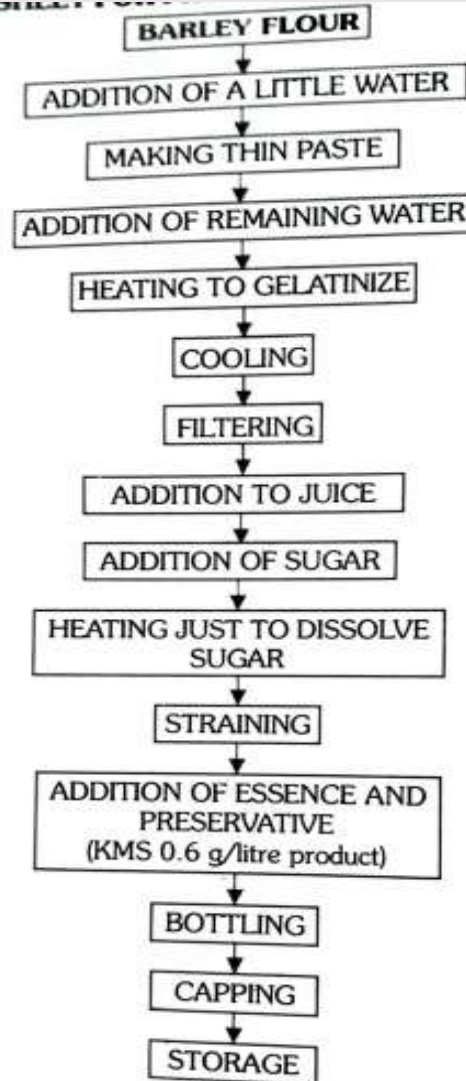 BARLEY FLOUR
ADDITION OF A LITTLE WATER
MAKING THIN PASTE
ADDITION OF REMAINING WATER
HEATING TO GELATINIZE
COOLING
FILTERING
ADDITION TO JUICE
ADDITION OF SUGAR
HEATING JUST TO DISSOLVE
SUGAR
STRAINING
ADDITION OF ESSENCE AND
PRESERVATIVE
(KMS 0.6 g/litre product)
BOTTLING
CAPPING
STORAGE